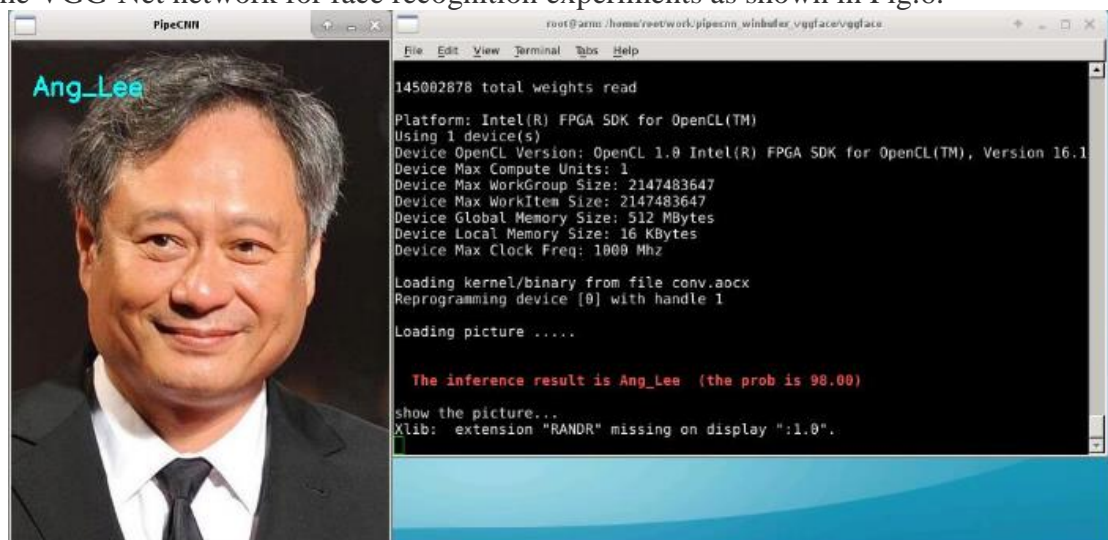 The VGG-Net network for face recognition experiments as shown in Fig.6.
PipeCNN
Ang_Lee
root@arm: /home/root/work/pipecnn_winbufer_vggface/vggface
File Edit View Terminal Tabs Help
145002878 total weights read
Platform: Intel(R) FPGA SDK for OpenCL(TM)
Using 1 device(s)
Device OpenCL Version: OpenCL 1.0 Intel(R) FPGA SDK for OpenCL(TM), Version 16.1
Device Max Compute Units: 1
Device Max WorkGroup Size: 2147483647
Device Max WorkItem Size: 2147483647
Device Global Memory Size: 512 MBytes
Device Local Memory Size: 16 KBytes
Device Max Clock Freq: 1000 Mhz
Loading kernel/binary from file conv.aocx
Reprogramming device [0] with handle 1
Loading picture .....
The inference result is Ang_Lee (the prob is 98.00)
show the picture...
Xlib: extension "RANDR" missing on display ":1.0".